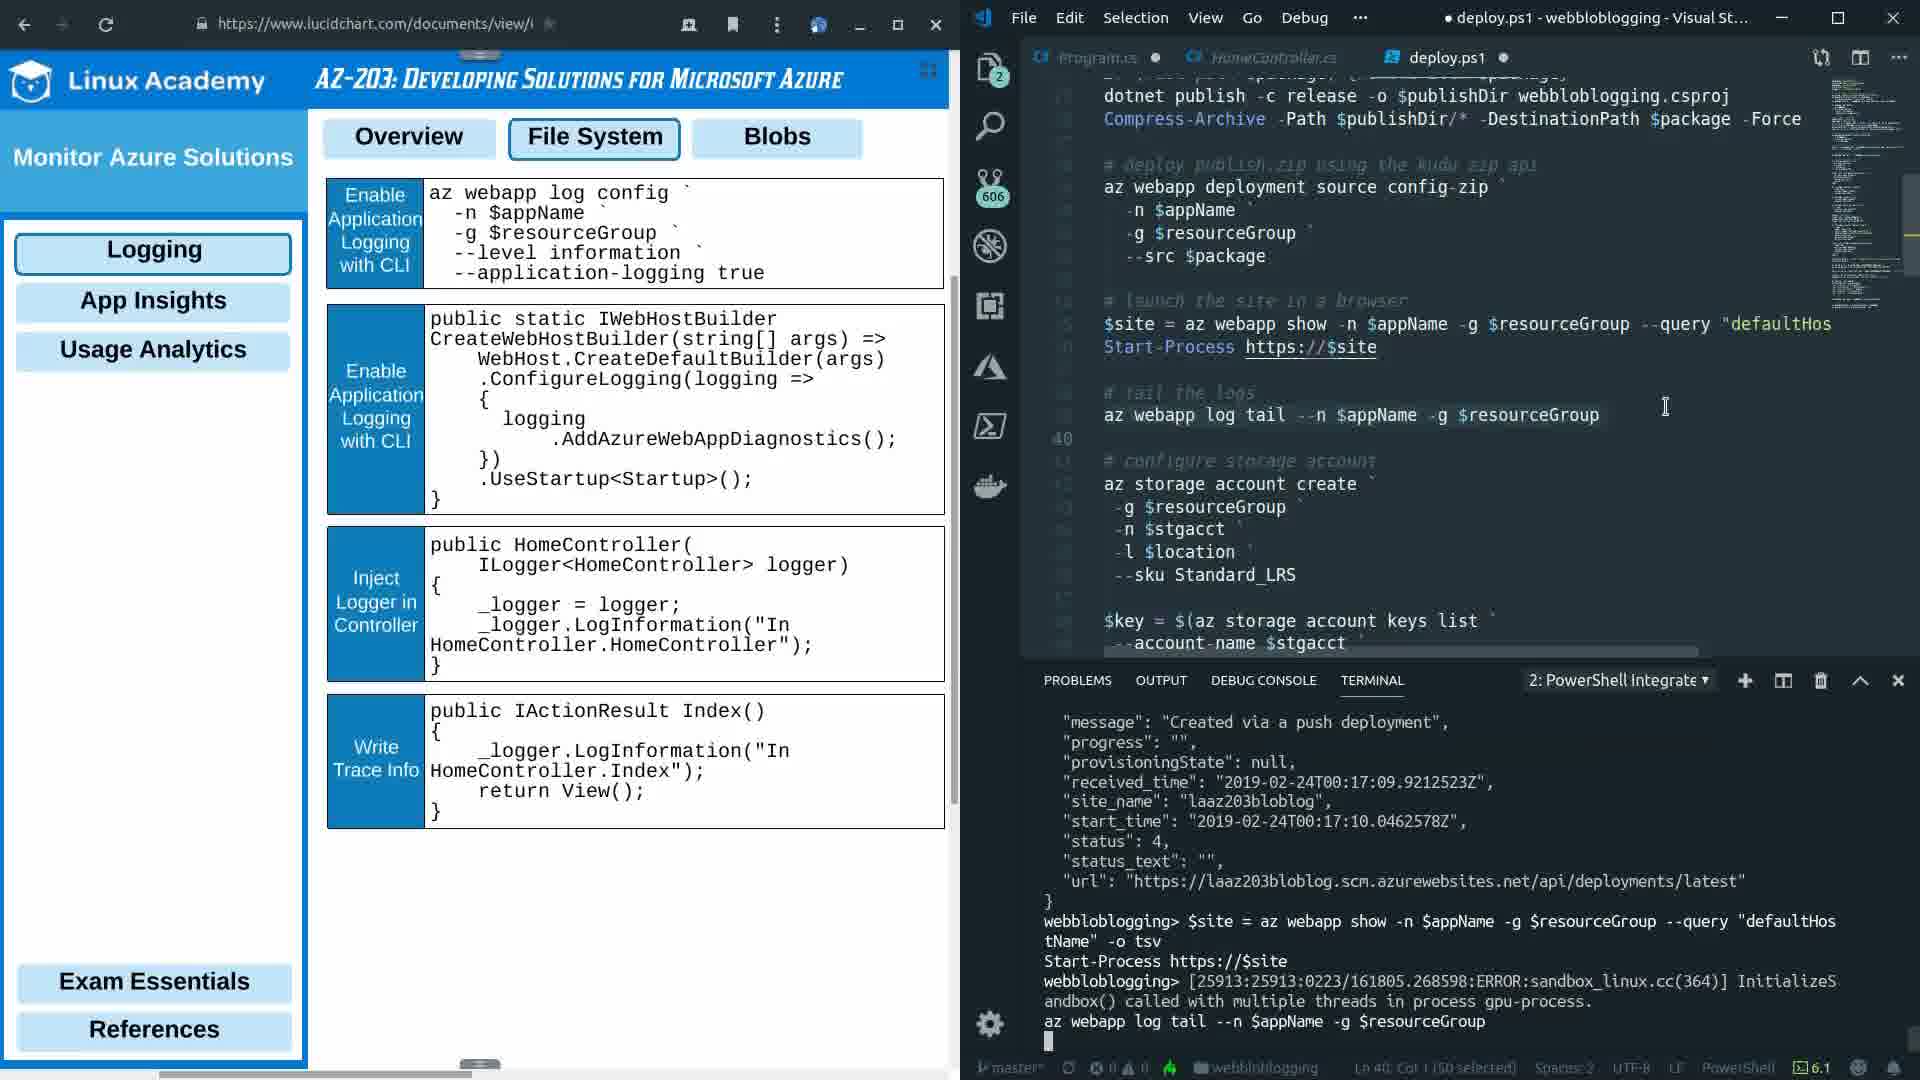 https://www.lucidchart.com/documents/view/
Linux Academy
AZ-203: Developing Solutions for Microsoft Azure
Monitor Azure Solutions
Logging
App Insights
Usage Analytics
Exam Essentials
References
Overview
File System
Blobs
Enable
Application
Logging
with CLI
az webapp log config `
-n $appName `
-g $resourceGroup `
--level information `
--application-logging true
Enable
Application
Logging
with CLI
public static IWebHostBuilder
CreateWebHostBuilder(string[] args) =>
WebHost.CreateDefaultBuilder(args)
.ConfigureLogging(logging =>
{
logging
.AddAzureWebAppDiagnostics();
})
.UseStartup<Startup>();
}
Inject
Logger in
Controller
public HomeController(
ILogger<HomeController> logger)
{
_logger = logger;
_logger.LogInformation("In
HomeController.HomeController");
}
Write
Trace Info
public IActionResult Index()
{
_logger.LogInformation("In
HomeController.Index");
return View();
}
File Edit Selection View Go Debug ··· ● deploy.ps1 - webbloblogging - Visual St...
Program.cs HomeController.cs deploy.ps1
2
606
dotnet publish -c release -o $publishDir webbloblogging.csproj
Compress-Archive -Path $publishDir/* -DestinationPath $package -Force
# deploy publish.zip using the kudu zip api
az webapp deployment source config-zip `
-n $appName `
-g $resourceGroup `
--src $package
# launch the site in a browser
$site = az webapp show -n $appName -g $resourceGroup --query "defaultHos
Start-Process https://$site
# tail the logs
az webapp log tail --n $appName -g $resourceGroup
40
# configure storage account
az storage account create `
-g $resourceGroup `
-n $stgacct `
-l $location `
--sku Standard_LRS
$key = $(az storage account keys list `
--account-name $stgacct `
PROBLEMS OUTPUT DEBUG CONSOLE TERMINAL 2: PowerShell Integrate
"message": "Created via a push deployment",
"progress": "",
"provisioningState": null,
"received_time": "2019-02-24T00:17:09.9212523Z",
"site_name": "laaz203bloblog",
"start_time": "2019-02-24T00:17:10.0462578Z",
"status": 4,
"status_text": "",
"url": "https://laaz203bloblog.scm.azurewebsites.net/api/deployments/latest"
}
webbloblogging> $site = az webapp show -n $appName -g $resourceGroup --query "defaultHos
tName" -o tsv
Start-Process https://$site
webbloblogging> [25913:25913:0223/161805.268598:ERROR:sandbox_linux.cc(364)] InitializeS
andbox() called with multiple threads in process gpu-process.
az webapp log tail --n $appName -g $resourceGroup
master* 0 0 webbloblogging Ln 40, Col 1 (50 selected) Spaces: 2 UTF-8 LF PowerShell 6.1